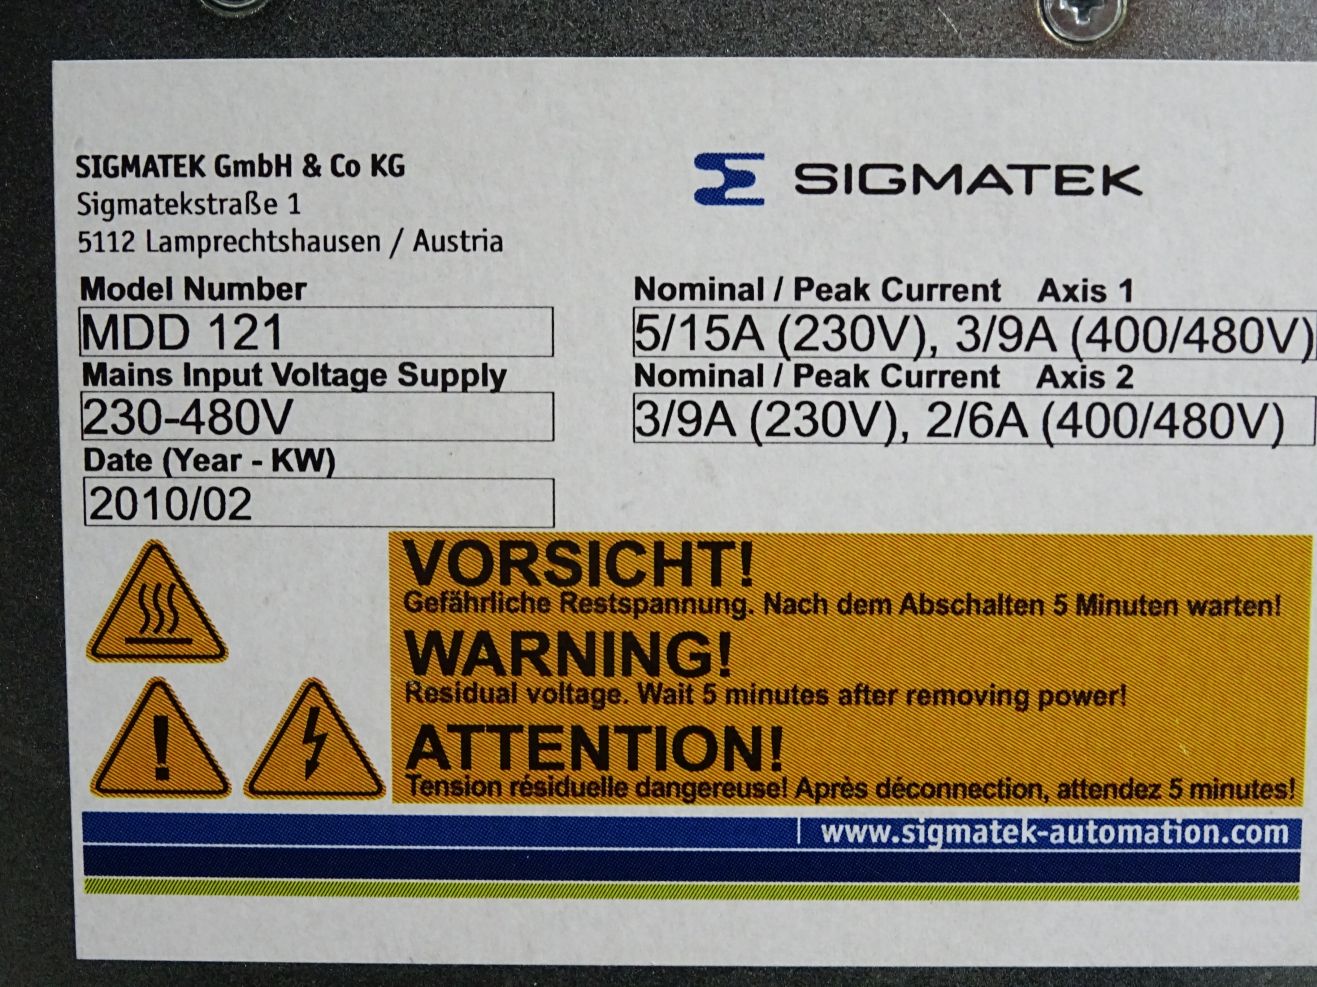 SIGMATEK GmbH & Co KG
Sigmatekstraße 1
5112 Lamprechtshausen / Austria
SIGMATEK
Model Number
MDD 121
Mains Input Voltage Supply
230-480V
Date (Year - KW)
2010/02
Nominal / Peak Current Axis 1
5/15A (230V), 3/9A (400/480V)
Nominal / Peak Current Axis 2
3/9A (230V), 2/6A (400/480V)
VORSICHT!
Gefährliche Restspannung. Nach dem Abschalten 5 Minuten warten!
WARNING!
Residual voltage. Wait 5 minutes after removing power!
ATTENTION!
Tension résiduelle dangereuse! Après déconnection, attendez 5 minutes!
www.sigmatek-automation.com